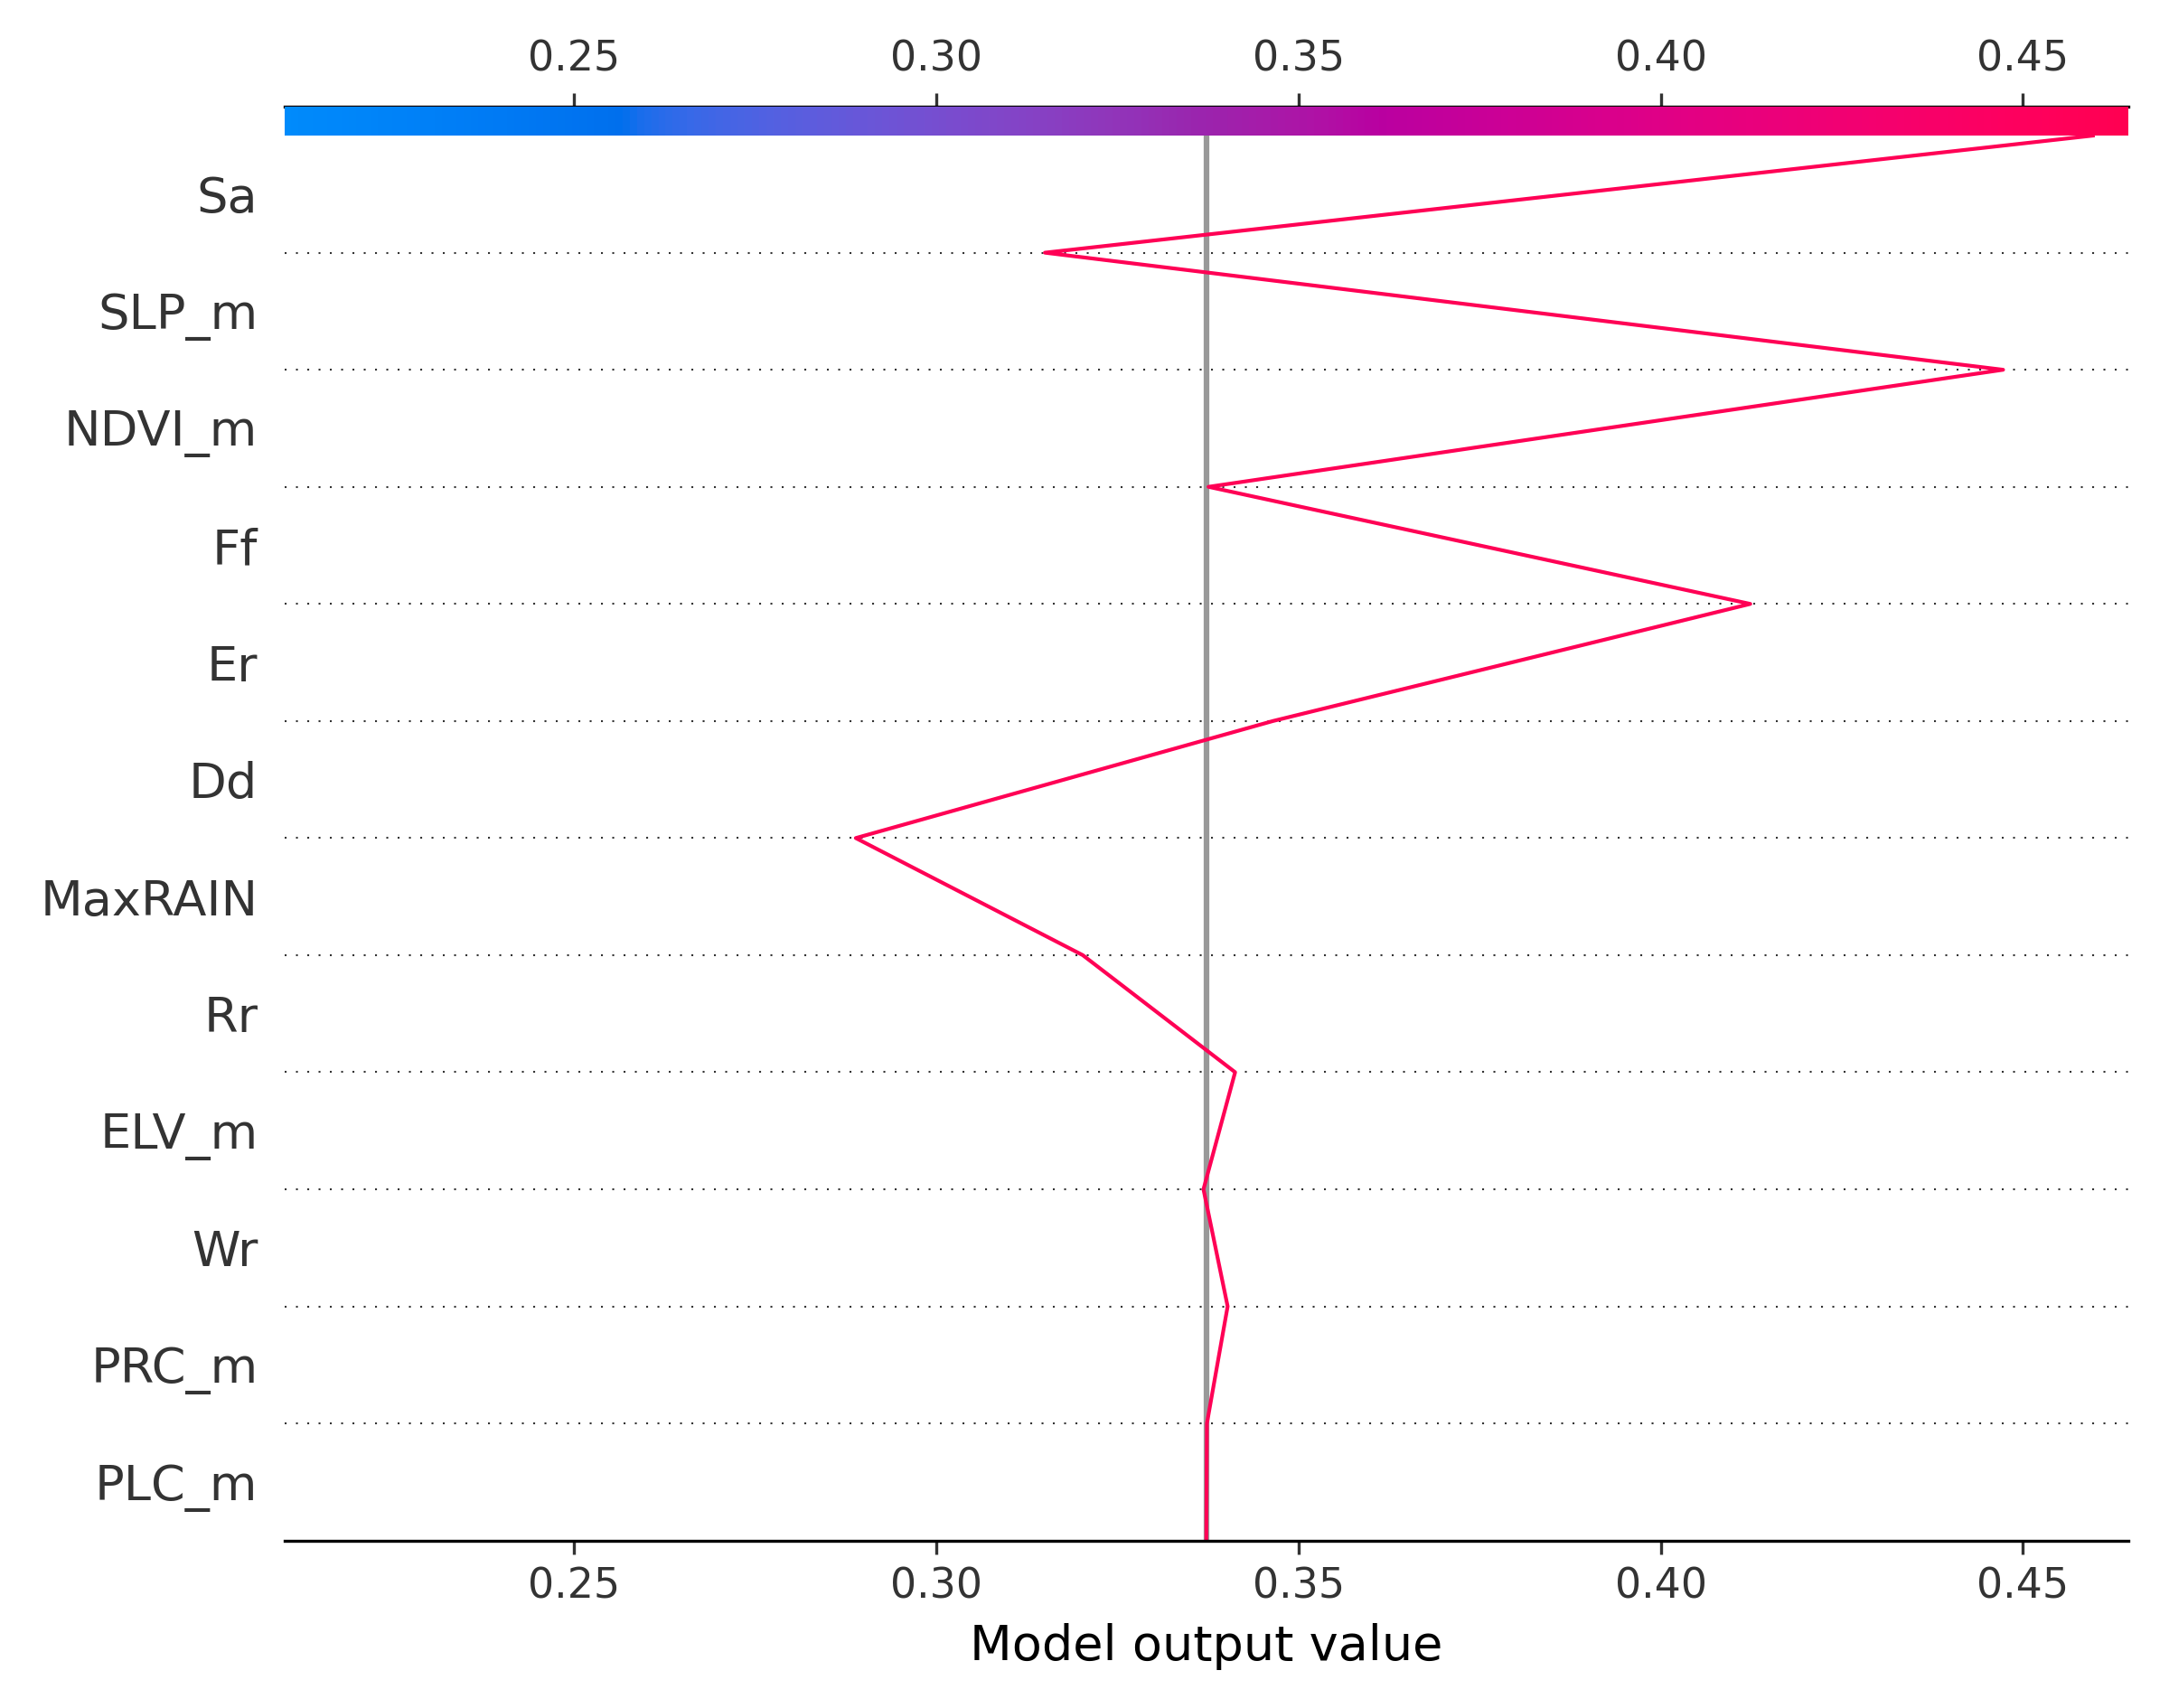 0.25 0.30 0.35 0.40 0.45
Sa
SLP_m
NDVI_m
Ff
Er
Dd
MaxRAIN
Rr
ELV_m
Wr
PRC_m
PLC_m
0.25 0.30 0.35 0.40 0.45
Model output value